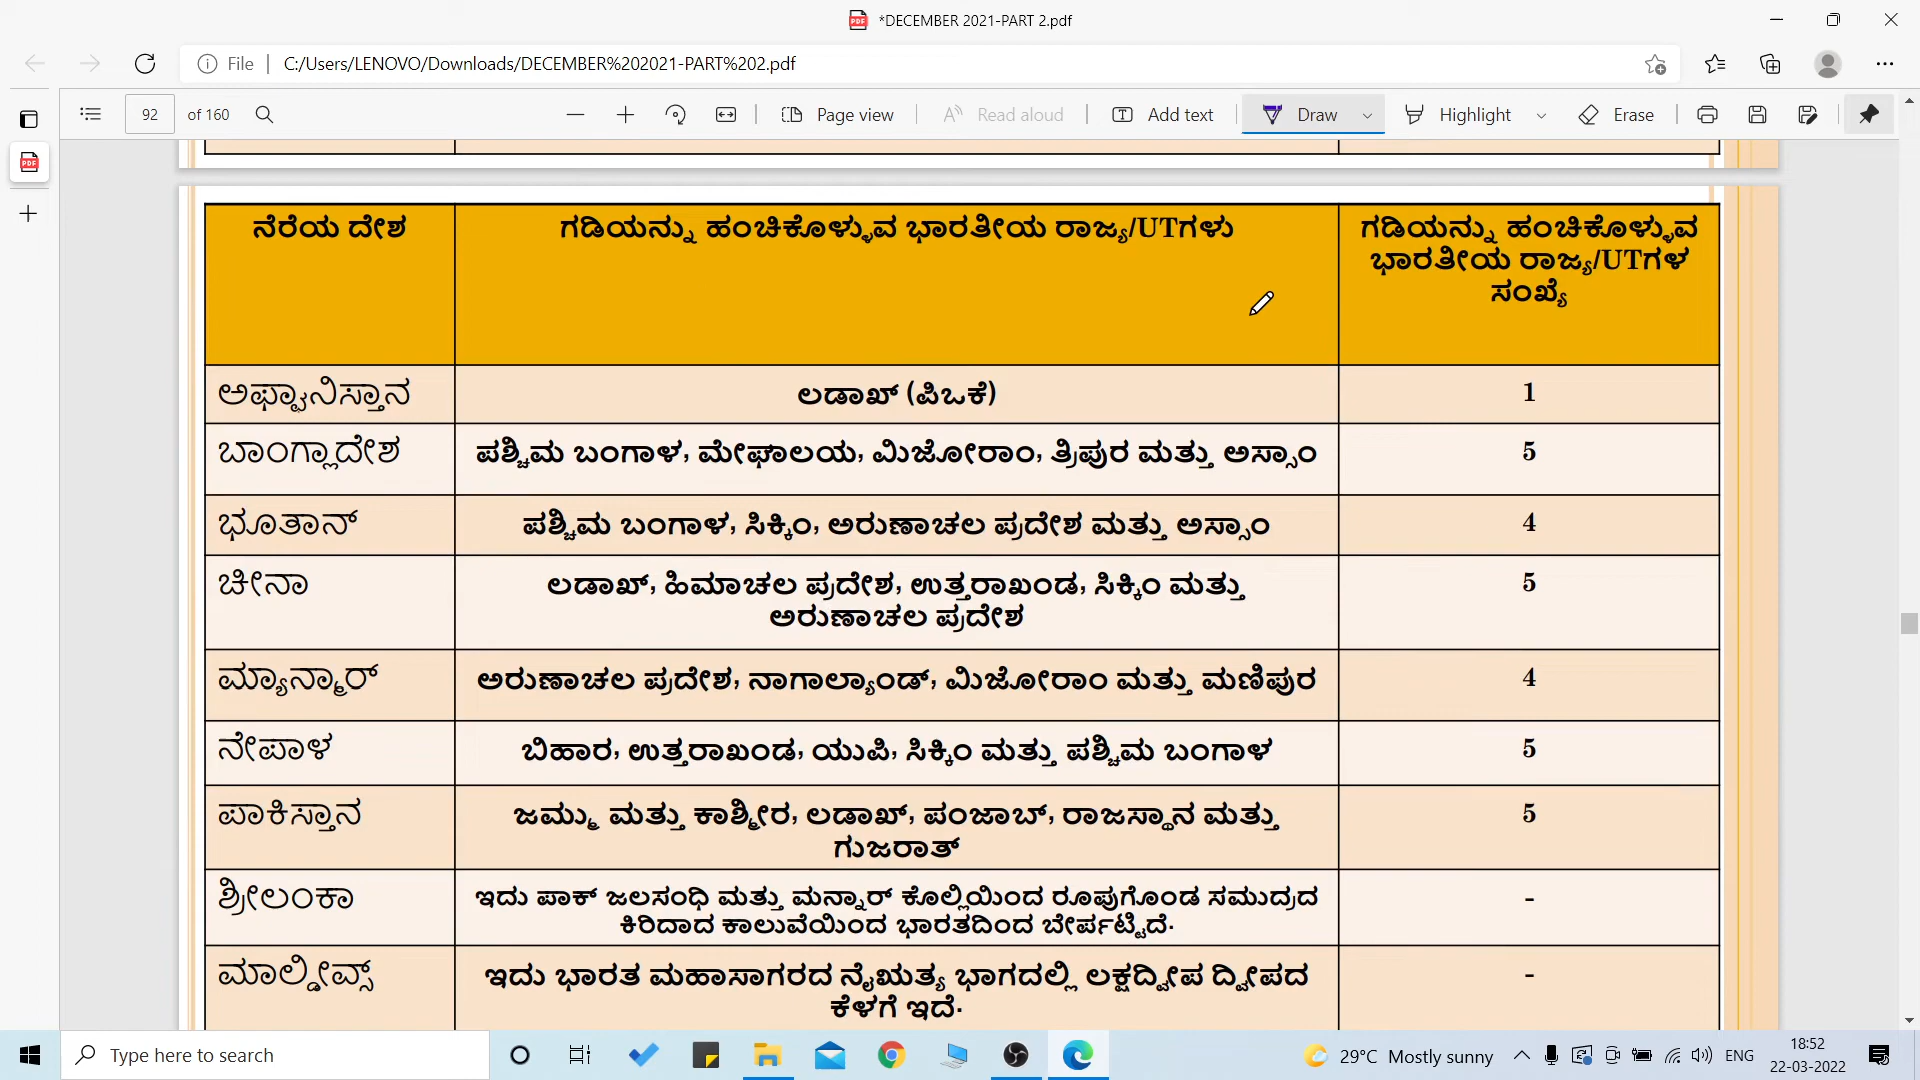 *DECEMBER 2021-PART 2.pdf
File C:/Users/LENOVO/Downloads/DECEMBER%202021-PART%202.pdf
92 of 160 Page view Read aloud Add text Draw Highlight Erase
ನೆರೆಯ ದೇಶ
ಗಡಿಯನ್ನು ಹಂಚಿಕೊಳ್ಳುವ ಭಾರತೀಯ ರಾಜ್ಯ/UTಗಳು
ಗಡಿಯನ್ನು ಹಂಚಿಕೊಳ್ಳುವ
ಭಾರತೀಯ ರಾಜ್ಯ/UTಗಳ
ಸಂಖ್ಯೆ
ಅಫ್ಘಾನಿಸ್ತಾನ ಲಡಾಖ್ (ಪಿಒಕೆ) 1
ಬಾಂಗ್ಲಾದೇಶ ಪಶ್ಚಿಮ ಬಂಗಾಳ, ಮೇಘಾಲಯ, ಮಿಜೋರಾಂ, ತ್ರಿಪುರ ಮತ್ತು ಅಸ್ಸಾಂ 5
ಭೂತಾನ್ ಪಶ್ಚಿಮ ಬಂಗಾಳ, ಸಿಕ್ಕಿಂ, ಅರುಣಾಚಲ ಪ್ರದೇಶ ಮತ್ತು ಅಸ್ಸಾಂ 4
ಚೀನಾ ಲಡಾಖ್, ಹಿಮಾಚಲ ಪ್ರದೇಶ, ಉತ್ತರಾಖಂಡ, ಸಿಕ್ಕಿಂ ಮತ್ತು 5
ಅರುಣಾಚಲ ಪ್ರದೇಶ
ಮ್ಯಾನ್ಮಾರ್ ಅರುಣಾಚಲ ಪ್ರದೇಶ, ನಾಗಾಲ್ಯಾಂಡ್, ಮಿಜೋರಾಂ ಮತ್ತು ಮಣಿಪುರ 4
ನೇಪಾಳ ಬಿಹಾರ, ಉತ್ತರಾಖಂಡ, ಯುಪಿ, ಸಿಕ್ಕಿಂ ಮತ್ತು ಪಶ್ಚಿಮ ಬಂಗಾಳ 5
ಪಾಕಿಸ್ತಾನ ಜಮ್ಮು ಮತ್ತು ಕಾಶ್ಮೀರ, ಲಡಾಖ್, ಪಂಜಾಬ್, ರಾಜಸ್ಥಾನ ಮತ್ತು 5
ಗುಜರಾತ್
ಶ್ರೀಲಂಕಾ ಇದು ಪಾಕ್ ಜಲಸಂಧಿ ಮತ್ತು ಮನ್ನಾರ್ ಕೊಲ್ಲಿಯಿಂದ ರೂಪುಗೊಂಡ ಸಮುದ್ರದ -
ಕಿರಿದಾದ ಕಾಲುವೆಯಿಂದ ಭಾರತದಿಂದ ಬೇರ್ಪಟ್ಟಿದೆ.
ಮಾಲ್ಡೀವ್ಸ್ ಇದು ಭಾರತ ಮಹಾಸಾಗರದ ನೈಋತ್ಯ ಭಾಗದಲ್ಲಿ ಲಕ್ಷದ್ವೀಪ ದ್ವೀಪದ -
ಕೆಳಗೆ ಇದೆ.
Type here to search 29°C Mostly sunny ENG 18:52
22-03-2022